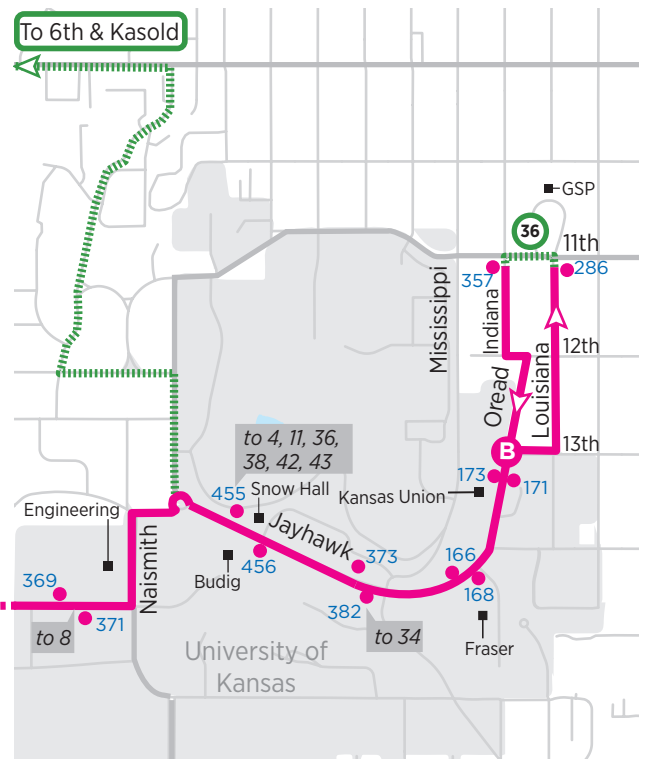 To 6th & Kasold
GSP
36
11th
357
286
Mississippi
Indiana
12th
Oread
Louisiana
13th
B
to 4, 11, 36,
38, 42, 43
173
171
455
Snow Hall
Kansas Union
Engineering
Jayhawk
373
456
Budig
166
168
Naismith
369
371
382
to 8
to 34
Fraser
University of
Kansas